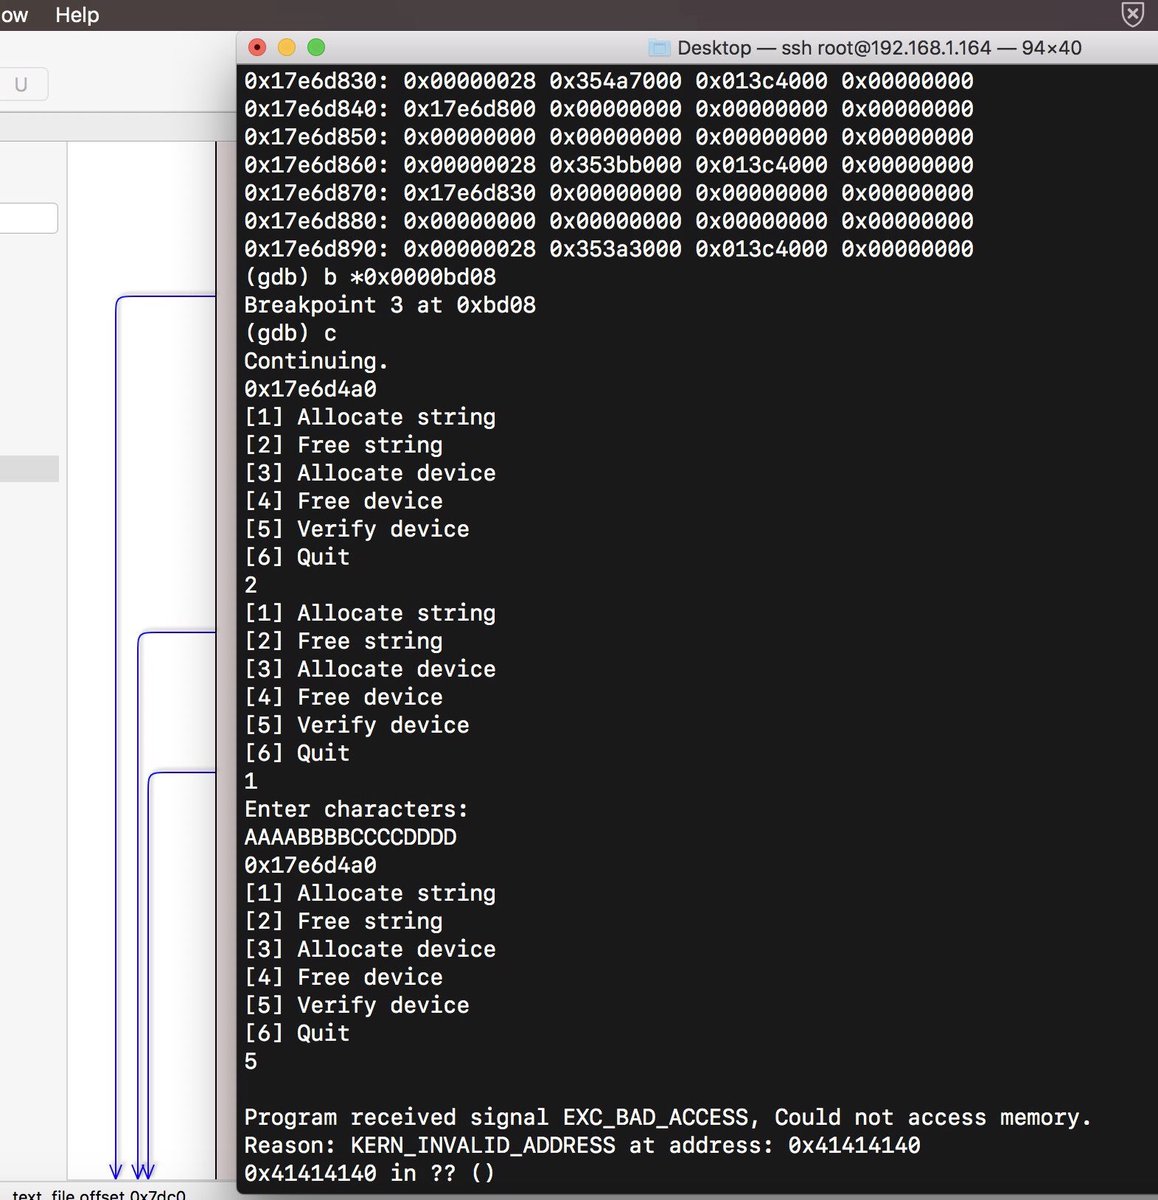 ow Help
U
Desktop — ssh root@192.168.1.164 — 94×40
0x17e6d830: 0x00000028 0x354a7000 0x013c4000 0x00000000
0x17e6d840: 0x17e6d800 0x00000000 0x00000000 0x00000000
0x17e6d850: 0x00000000 0x00000000 0x00000000 0x00000000
0x17e6d860: 0x00000028 0x353bb000 0x013c4000 0x00000000
0x17e6d870: 0x17e6d830 0x00000000 0x00000000 0x00000000
0x17e6d880: 0x00000000 0x00000000 0x00000000 0x00000000
0x17e6d890: 0x00000028 0x353a3000 0x013c4000 0x00000000
(gdb) b *0x0000bd08
Breakpoint 3 at 0xbd08
(gdb) c
Continuing.
0x17e6d4a0
[1] Allocate string
[2] Free string
[3] Allocate device
[4] Free device
[5] Verify device
[6] Quit
2
[1] Allocate string
[2] Free string
[3] Allocate device
[4] Free device
[5] Verify device
[6] Quit
1
Enter characters:
AAAABBBBCCCCDDDD
0x17e6d4a0
[1] Allocate string
[2] Free string
[3] Allocate device
[4] Free device
[5] Verify device
[6] Quit
5
Program received signal EXC_BAD_ACCESS, Could not access memory.
Reason: KERN_INVALID_ADDRESS at address: 0x41414140
0x41414140 in ?? ()
text, file offset 0x7dc0